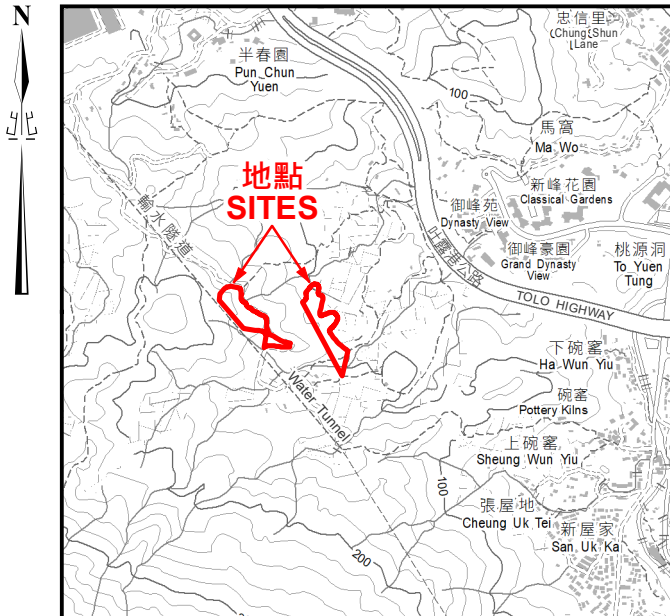 N
忠信里
(Chung Shun
Lane
半春園
Pun Chun
Yuen
100
馬窩
Ma Wo
地點
SITES
新峰花園
Classical Gardens
御峰苑
Dynasty View
輸水隧道
御峰豪園
Grand Dynasty
View
桃源洞
To Yuen
Tung
吐露港公路
TOLO HIGHWAY
下碗窰
Ha Wun Yiu
Water Tunnel
碗窰
Pottery Kilns
上碗窰
Sheung Wun Yiu
100
張屋地
Cheung Uk Tei
新屋家
San Uk Ka
200